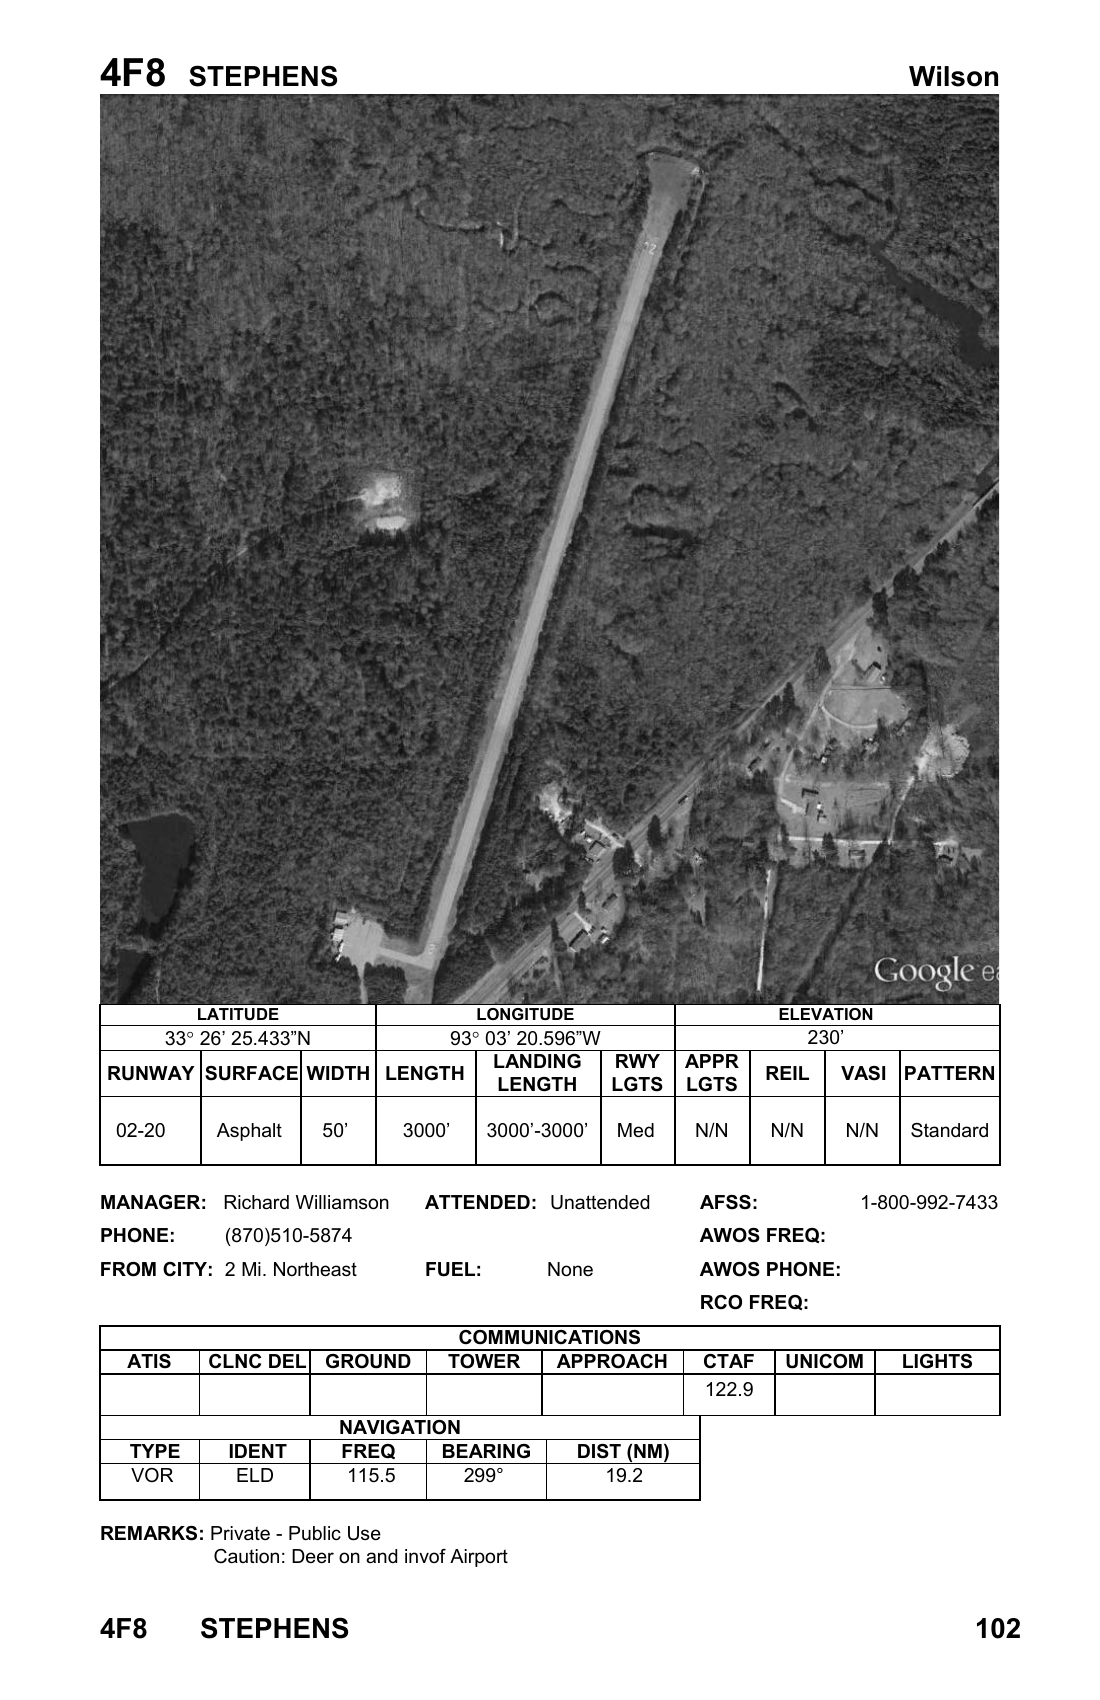 4F8 STEPHENS Wilson
Google ea
LATITUDE LONGITUDE ELEVATION
33° 26’ 25.433”N 93° 03’ 20.596”W 230’
RUNWAY SURFACE WIDTH LENGTH LANDING LENGTH RWY LGTS APPR LGTS REIL VASI PATTERN
02-20 Asphalt 50’ 3000’ 3000’-3000’ Med N/N N/N N/N Standard
MANAGER: Richard Williamson ATTENDED: Unattended AFSS: 1-800-992-7433
PHONE: (870)510-5874 AWOS FREQ:
FROM CITY: 2 Mi. Northeast FUEL: None AWOS PHONE:
RCO FREQ:
COMMUNICATIONS
ATIS CLNC DEL GROUND TOWER APPROACH CTAF UNICOM LIGHTS
122.9
NAVIGATION
TYPE IDENT FREQ BEARING DIST (NM)
VOR ELD 115.5 299° 19.2
REMARKS: Private - Public Use
Caution: Deer on and invof Airport
4F8 STEPHENS 102